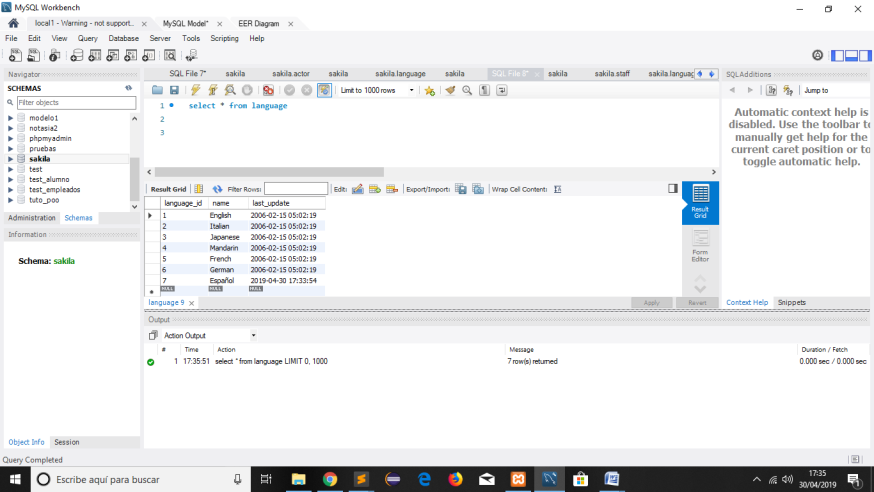 MySQL Workbench
local1 - Warning - not support... × MySQL Model* × EER Diagram ×
File Edit View Query Database Server Tools Scripting Help
Navigator SQL File 7* sakila sakila.actor sakila sakila.language sakila SQL File 8* × sakila sakila.staff sakila.languag SQLAdditions
SCHEMAS Limit to 1000 rows Jump to
Filter objects
modelo1
notasia2
phpmyadmin
pruebas
sakila
test
test_alumno
test_empleados
tuto_poo
Administration Schemas
Information
Schema: sakila
Object Info Session
1 select * from language
2
3
Result Grid Filter Rows: Edit: Export/Import: Wrap Cell Content:
language_id name last_update
1 English 2006-02-15 05:02:19
2 Italian 2006-02-15 05:02:19
3 Japanese 2006-02-15 05:02:19
4 Mandarin 2006-02-15 05:02:19
5 French 2006-02-15 05:02:19
6 German 2006-02-15 05:02:19
7 Español 2019-04-30 17:33:54
NULL NULL NULL
Result
Grid
Form
Editor
language 9 × Apply Revert
Automatic context help is
disabled. Use the toolbar to
manually get help for the
current caret position or to
toggle automatic help.
Context Help Snippets
Output
Action Output
# Time Action Message Duration / Fetch
1 17:35:51 select * from language LIMIT 0, 1000 7 row(s) returned 0.000 sec / 0.000 sec
Query Completed
Escribe aquí para buscar
17:35
30/04/2019